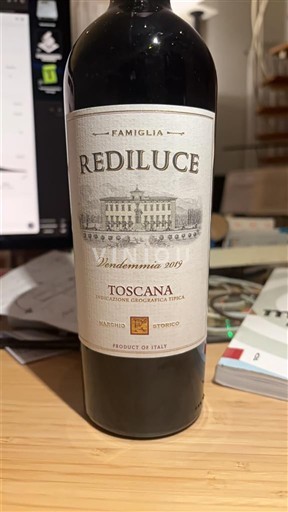 FAMIGLIA
REDILUCE
Vendemmia 2019
TOSCANA
INDICAZIONE GEOGRAFICA TIPICA
MARCHIO STORICO
PRODUCT OF ITALY